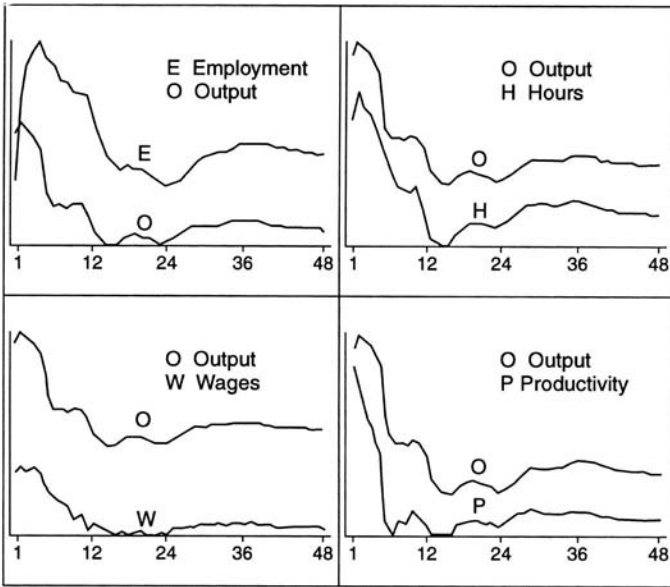 E Employment
O Output
E
O
1 12 24 36 48
O Output
H Hours
O
H
1 12 24 36 48
O Output
W Wages
O
W
1 12 24 36 48
O Output
P Productivity
O
P
1 12 24 36 48